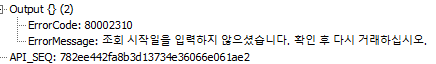 Output {} (2)
ErrorCode: 80002310
ErrorMessage: 조회 시작일을 입력하지 않으셨습니다. 확인 후 다시 거래하십시오.
API_SEQ: 782ee442fa8b3d13734e36066e061ae2